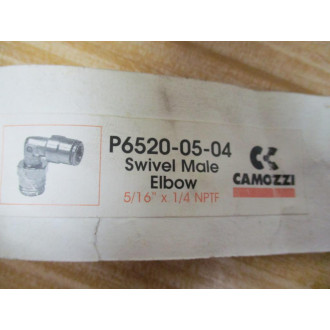 P6520-05-04
Swivel Male
Elbow
5/16" x 1/4 NPTF
CAMOZZI